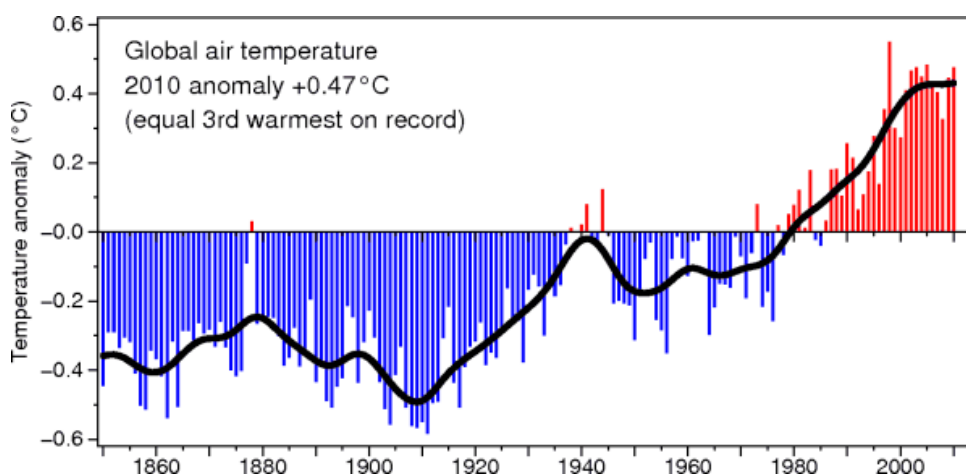 Global air temperature
2010 anomaly +0.47°C
(equal 3rd warmest on record)
Temperature anomaly (°C)
0.6
0.4
0.2
−0.0
−0.2
−0.4
−0.6
1860 1880 1900 1920 1940 1960 1980 2000